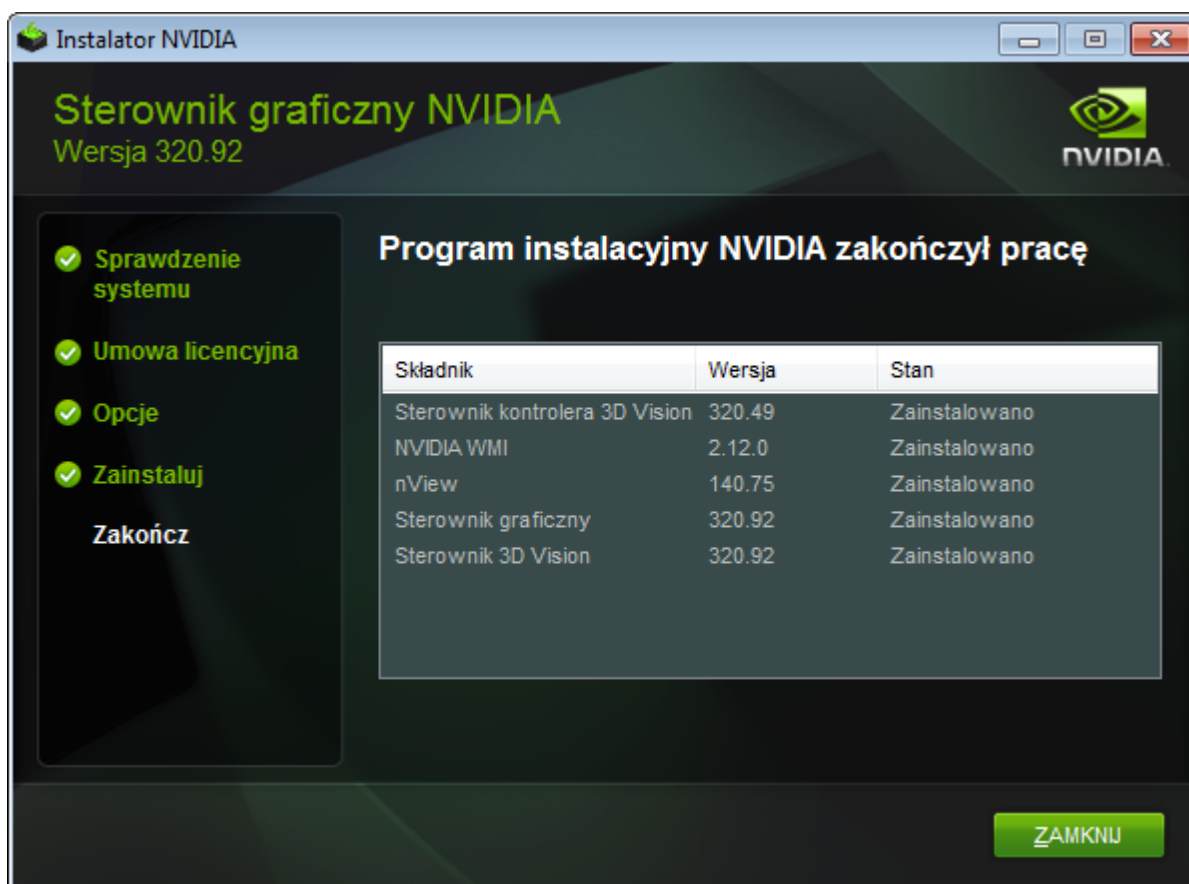 Instalator NVIDIA
Sterownik graficzny NVIDIA
Wersja 320.92
NVIDIA.
Sprawdzenie
systemu
Umowa licencyjna
Opcje
Zainstaluj
Zakończ
Program instalacyjny NVIDIA zakończył pracę
Składnik Wersja Stan
Sterownik kontrolera 3D Vision 320.49 Zainstalowano
NVIDIA WMI 2.12.0 Zainstalowano
nView 140.75 Zainstalowano
Sterownik graficzny 320.92 Zainstalowano
Sterownik 3D Vision 320.92 Zainstalowano
ZAMKNIJ